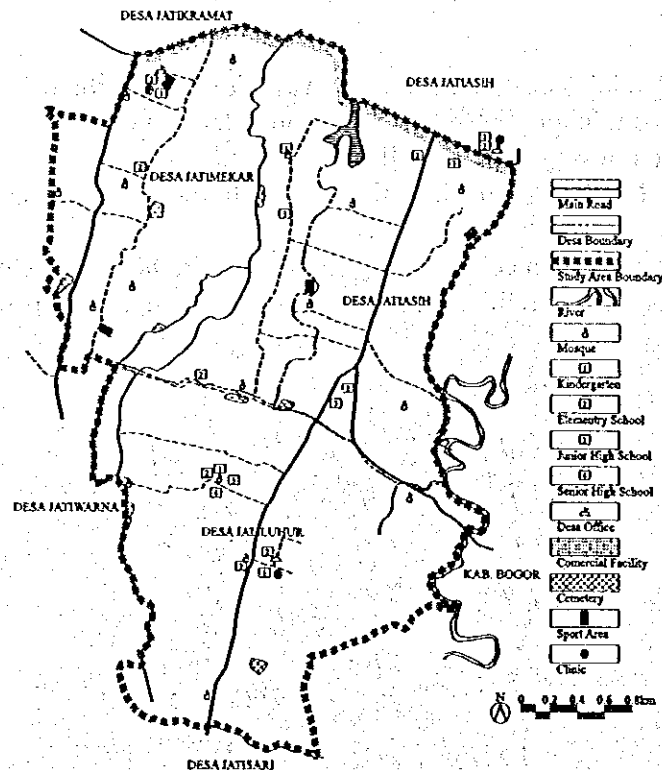 DESA JATIKRAMAT
DESA JATIASIH
DESA JATIMEKAR
DESA JATIASIH
DESA JATIWARNA
DESA JATILUHUR
KAB. BOGOR
DESA JATISARI
Main Road
Desa Boundary
Study Area Boundary
River
Mosque
Kindergarten
Elementry School
Junior High School
Senior High School
Desa Office
Comercial Facility
Cemetery
Sport Area
Clinic
N
0 0.2 0.4 0.6 0.8km